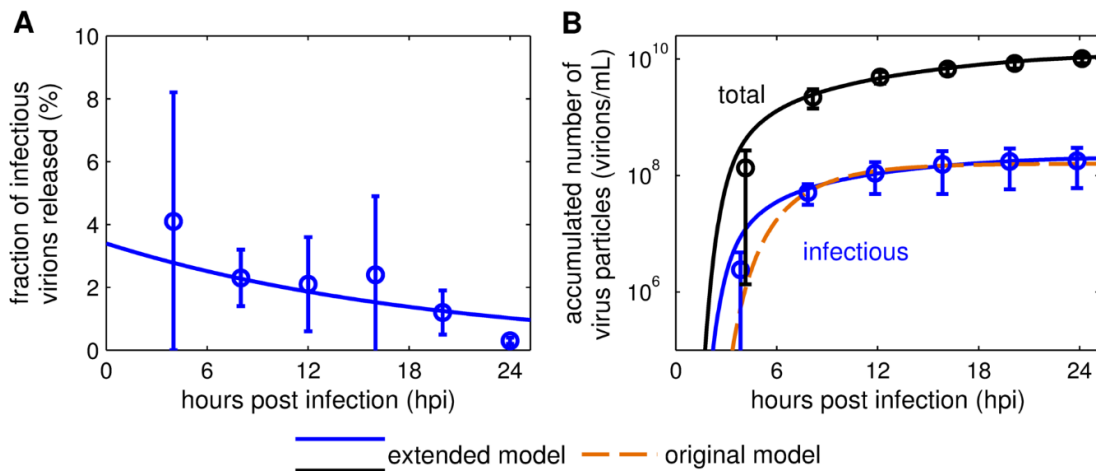 A
fraction of infectious
virions released (%)
10
8
6
4
2
0
0
6
12
18
24
hours post infection (hpi)
B
accumulated number of
virus particles (virions/mL)
10^10
10^8
10^6
total
infectious
0
6
12
18
24
hours post infection (hpi)
extended model
original model